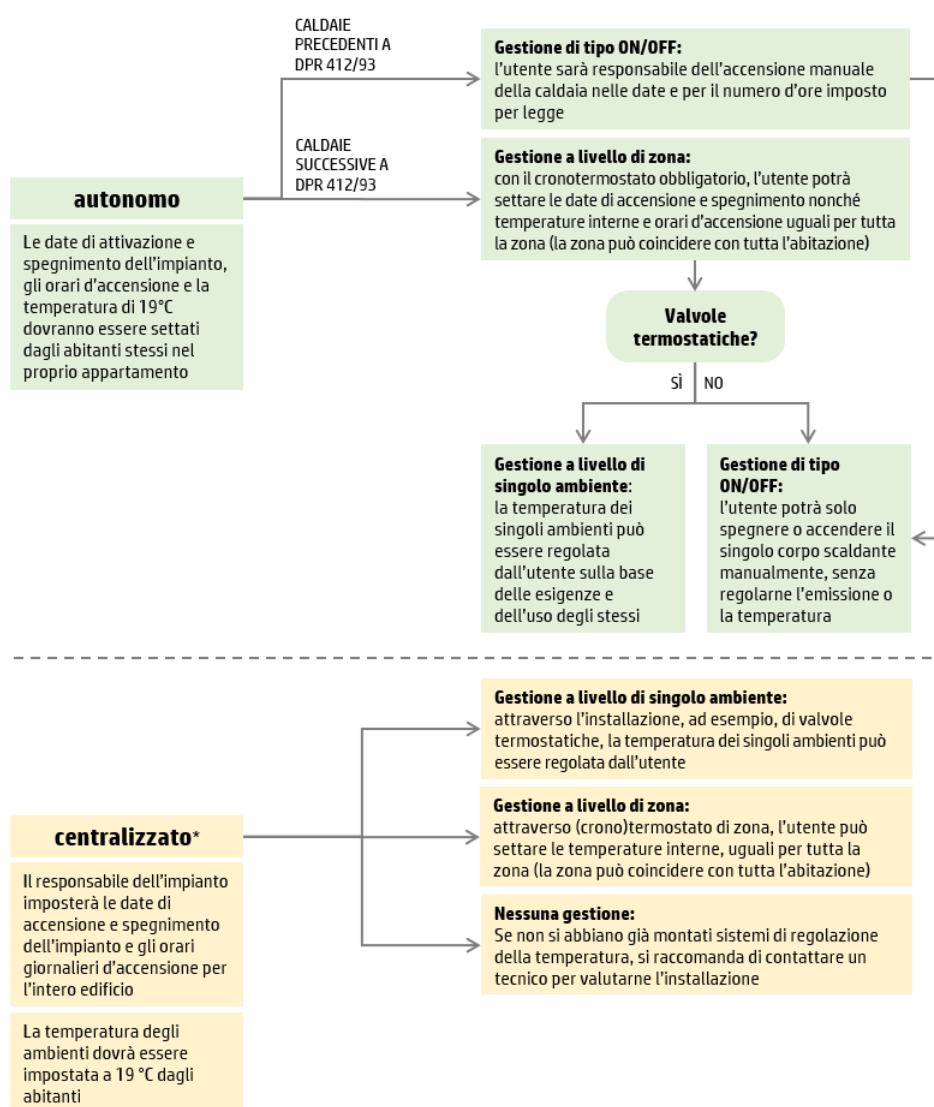 CALDAIE
PRECEDENTI A
DPR 412/93
Gestione di tipo ON/OFF:
l'utente sarà responsabile dell'accensione manuale
della caldaia nelle date e per il numero d'ore imposto
per legge
CALDAIE
SUCCESSIVE A
DPR 412/93
Gestione a livello di zona:
con il cronotermostato obbligatorio, l'utente potrà
settare le date di accensione e spegnimento nonché
temperature interne e orari d'accensione uguali per tutta
la zona (la zona può coincidere con tutta l'abitazione)
autonomo
Le date di attivazione e
spegnimento dell'impianto,
gli orari d'accensione e la
temperatura di 19°C
dovranno essere settati
dagli abitanti stessi nel
proprio appartamento
Valvole
termostatiche?
SÌ NO
Gestione a livello di
singolo ambiente:
la temperatura dei
singoli ambienti può
essere regolata
dall'utente sulla base
delle esigenze e
dell'uso degli stessi
Gestione di tipo
ON/OFF:
l'utente potrà solo
spegnere o accendere il
singolo corpo scaldante
manualmente, senza
regolarne l'emissione o
la temperatura
Gestione a livello di singolo ambiente:
attraverso l'installazione, ad esempio, di valvole
termostatiche, la temperatura dei singoli ambienti può
essere regolata dall'utente
centralizzato*
Il responsabile dell'impianto
imposterà le date di
accensione e spegnimento
dell'impianto e gli orari
giornalieri d'accensione per
l'intero edificio
La temperatura degli
ambienti dovrà essere
impostata a 19 °C dagli
abitanti
Gestione a livello di zona:
attraverso (crono)termostato di zona, l'utente può
settare le temperature interne, uguali per tutta la
zona (la zona può coincidere con tutta l'abitazione)
Nessuna gestione:
Se non si abbiano già montati sistemi di regolazione
della temperatura, si raccomanda di contattare un
tecnico per valutarne l'installazione